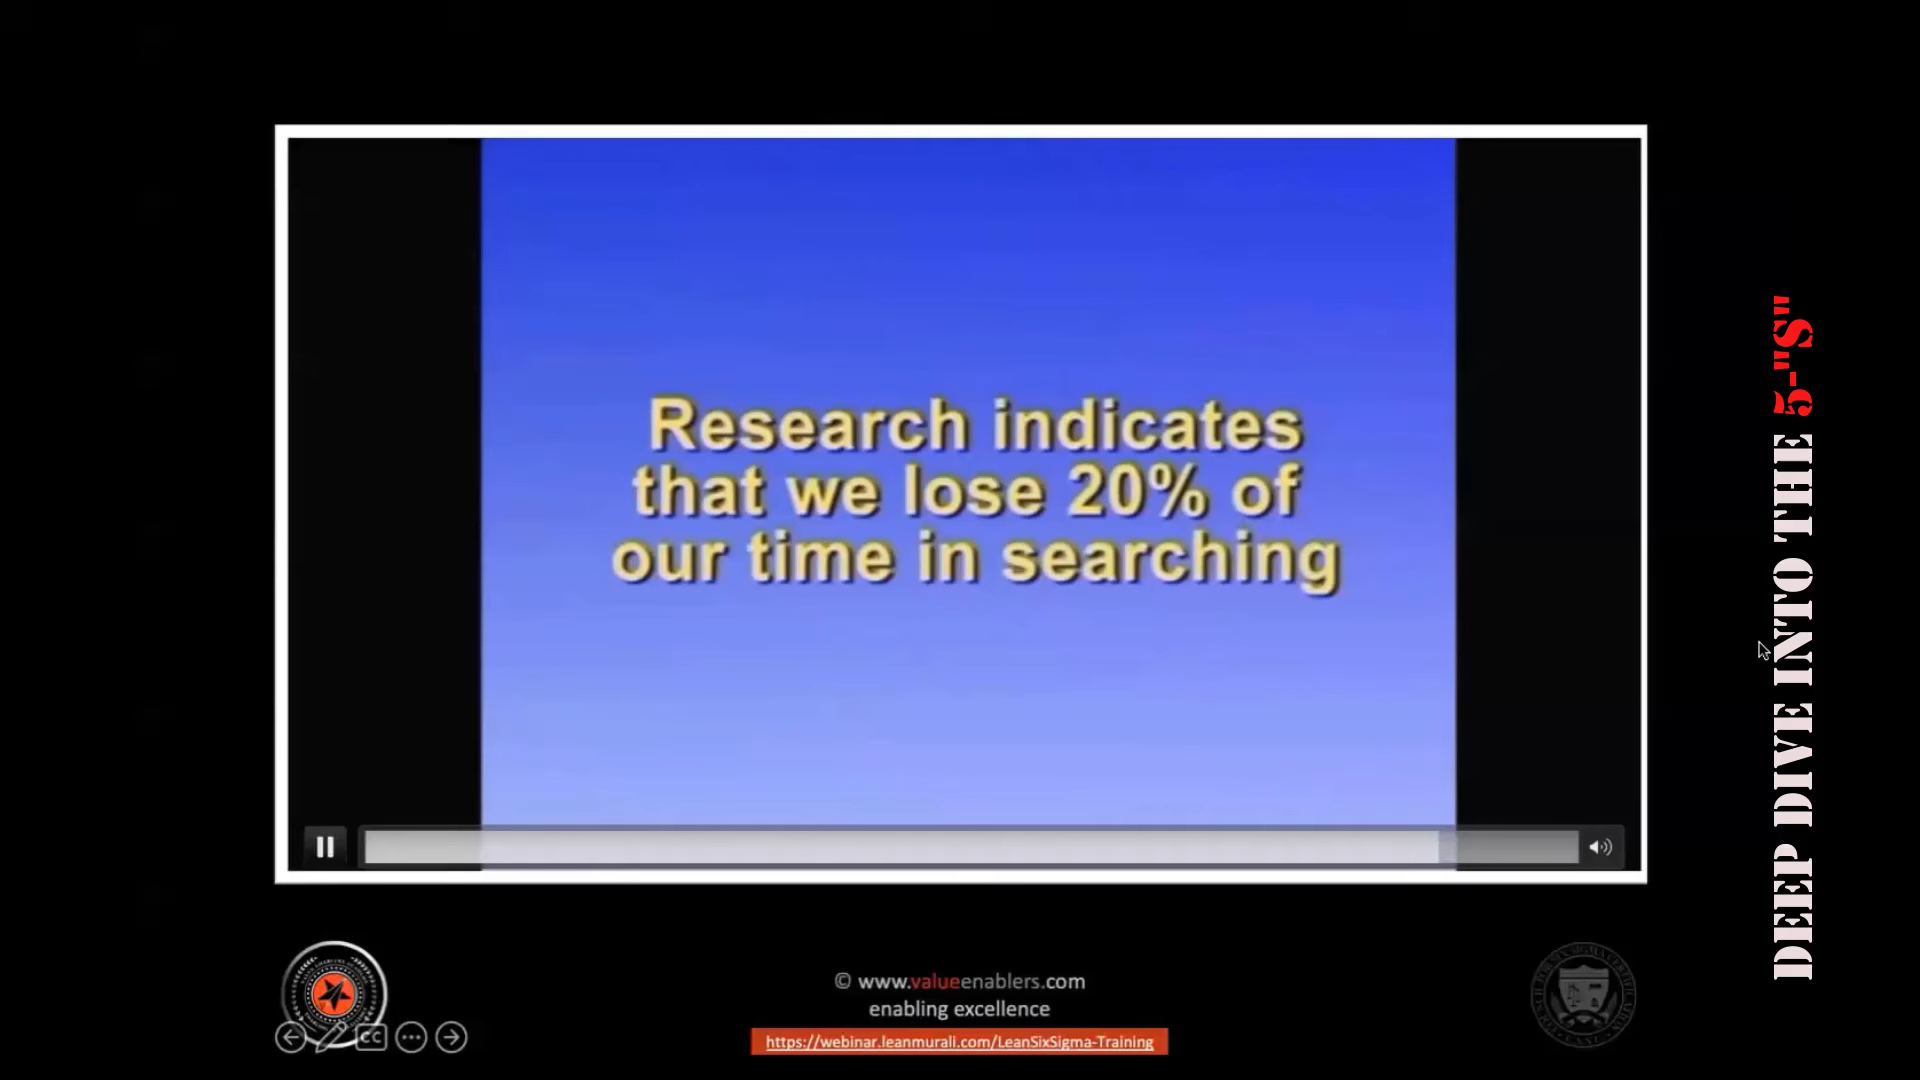 Research indicates
that we lose 20% of
our time in searching
DEEP DIVE INTO THE 5-"S"
© www.valueenablers.com
enabling excellence
https://webinar.leanmurali.com/LeanSixSigma-Training
CC